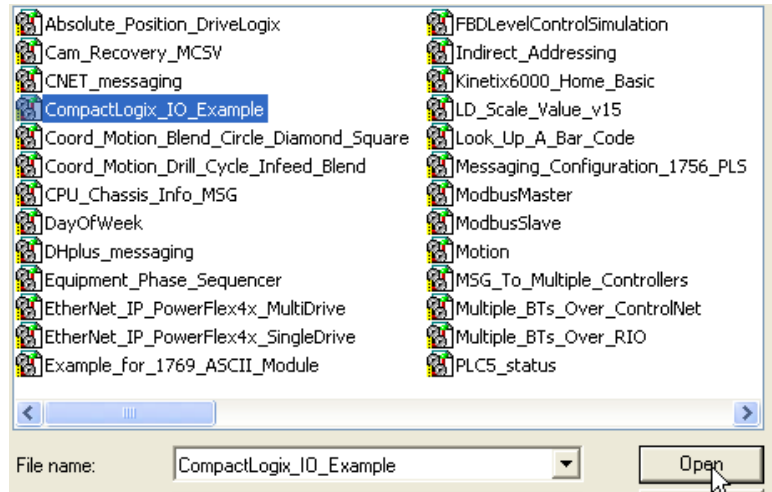 Absolute_Position_DriveLogix
Cam_Recovery_MCSV
CNET_messaging
CompactLogix_IO_Example
Coord_Motion_Blend_Circle_Diamond_Square
Coord_Motion_Drill_Cycle_Infeed_Blend
CPU_Chassis_Info_MSG
DayOfWeek
DHplus_messaging
Equipment_Phase_Sequencer
EtherNet_IP_PowerFlex4x_MultiDrive
EtherNet_IP_PowerFlex4x_SingleDrive
Example_for_1769_ASCII_Module
FBDLevelControlSimulation
Indirect_Addressing
Kinetix6000_Home_Basic
LD_Scale_Value_v15
Look_Up_A_Bar_Code
Messaging_Configuration_1756_PLS
ModbusMaster
ModbusSlave
Motion
MSG_To_Multiple_Controllers
Multiple_BTs_Over_ControlNet
Multiple_BTs_Over_RIO
PLC5_status
File name: CompactLogix_IO_Example Open